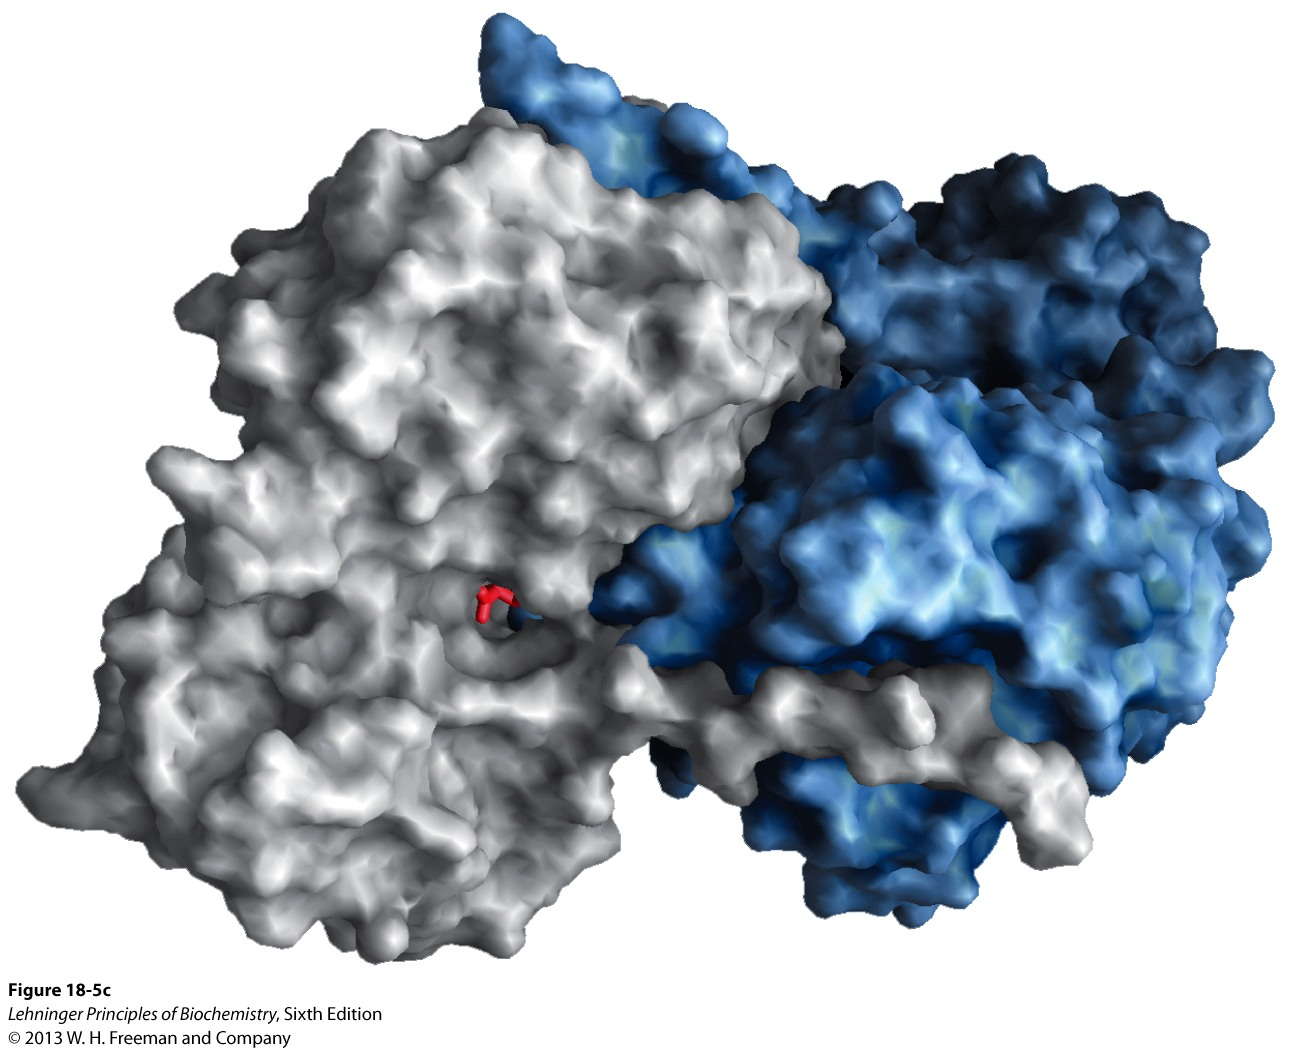 Figure 18-5c
Lehninger Principles of Biochemistry, Sixth Edition
© 2013 W. H. Freeman and Company